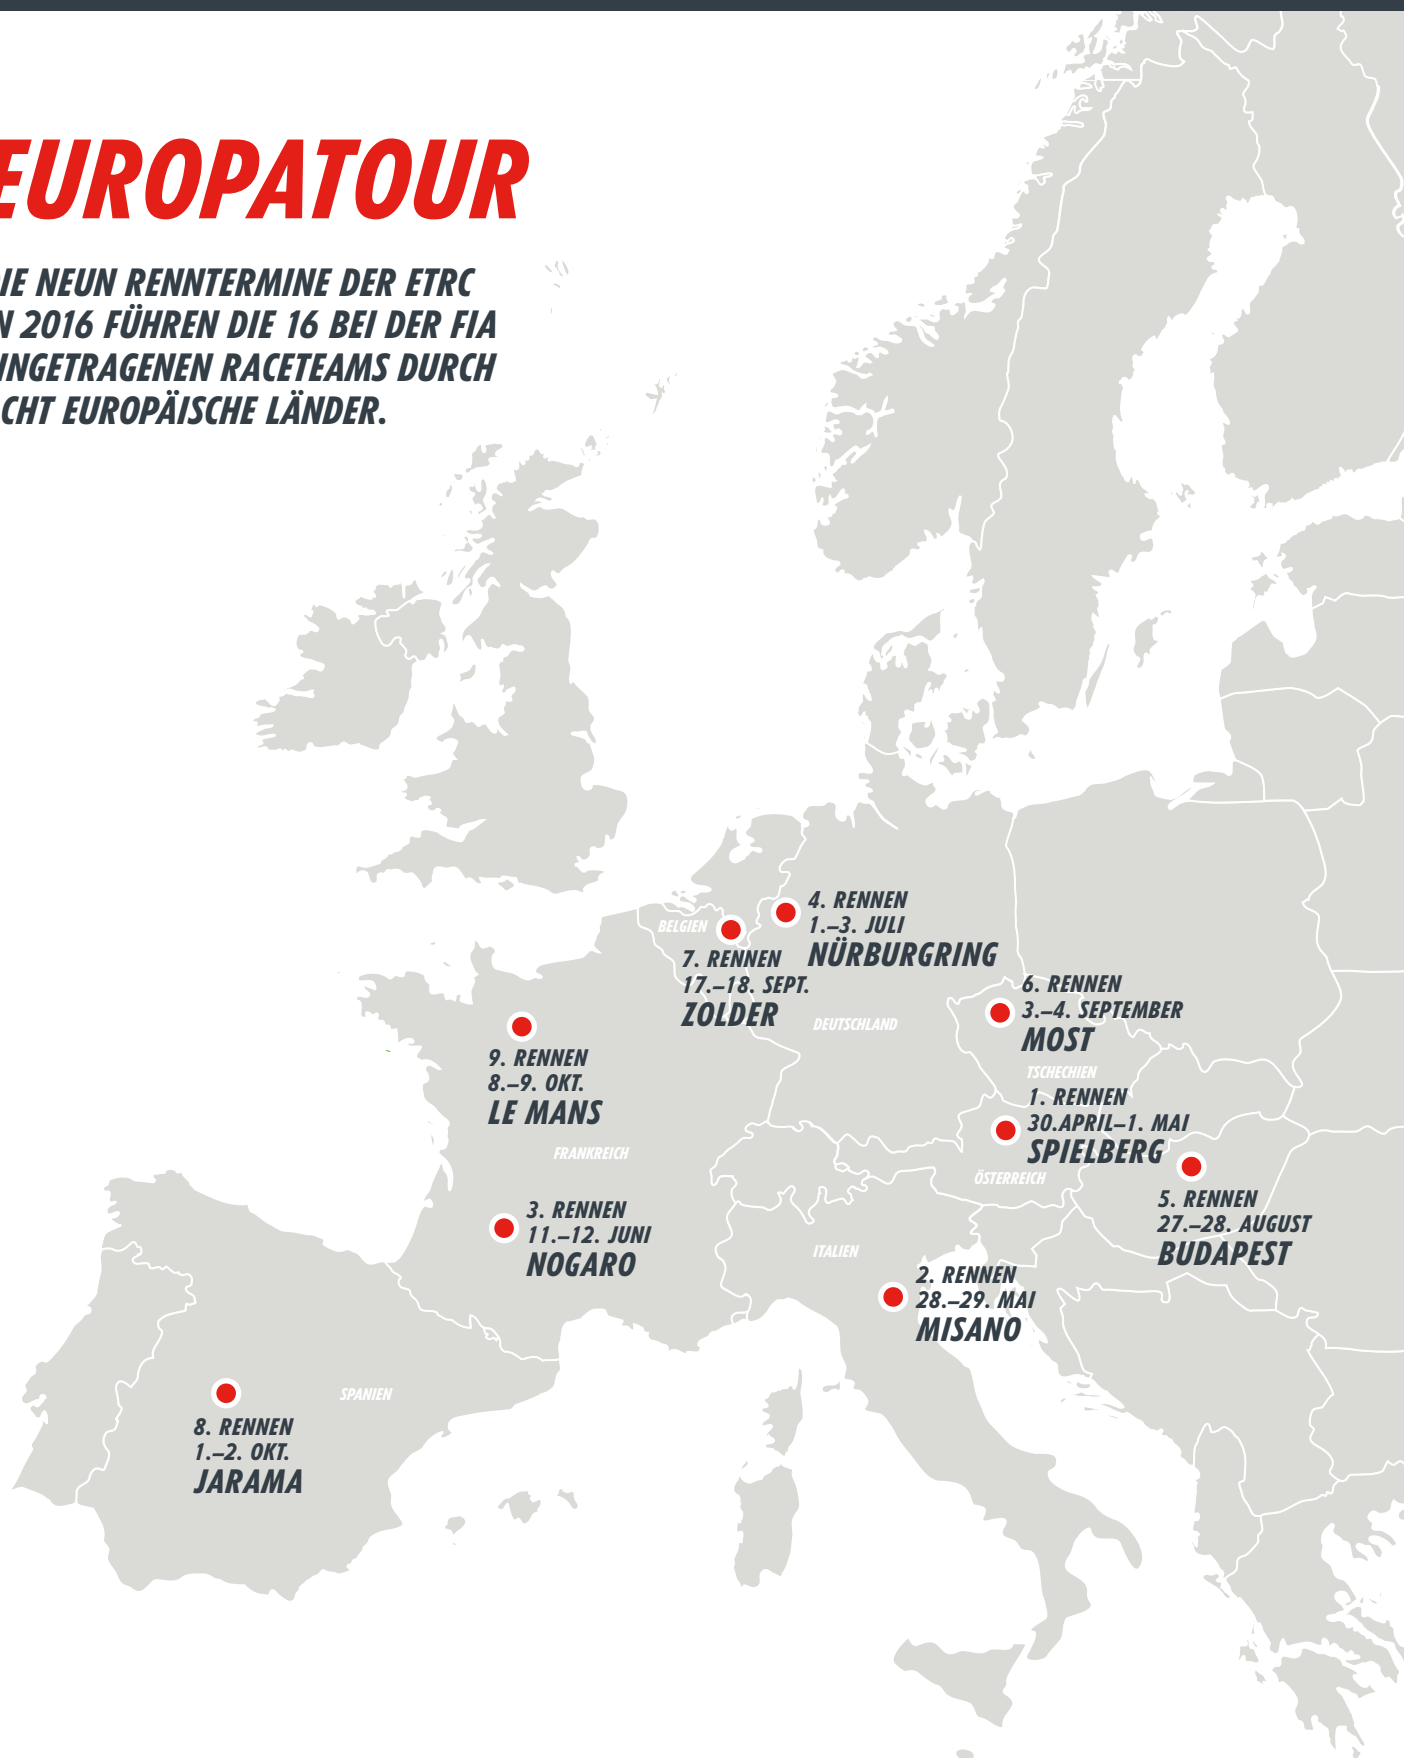 EUROPATOUR
IE NEUN RENNTERMINE DER ETRC
N 2016 FÜHREN DIE 16 BEI DER FIA
INGETRAGENEN RACETEAMS DURCH
CHT EUROPÄISCHE LÄNDER.
4. RENNEN
1.–3. JULI
NÜRBURGRING
BELGIEN
7. RENNEN
17.–18. SEPT.
ZOLDER
DEUTSCHLAND
6. RENNEN
3.–4. SEPTEMBER
MOST
TSCHECHIEN
9. RENNEN
8.–9. OKT.
LE MANS
1. RENNEN
30.APRIL–1. MAI
SPIELBERG
FRANKREICH
ÖSTERREICH
5. RENNEN
27.–28. AUGUST
BUDAPEST
3. RENNEN
11.–12. JUNI
NOGARO
ITALIEN
2. RENNEN
28.–29. MAI
MISANO
SPANIEN
8. RENNEN
1.–2. OKT.
JARAMA